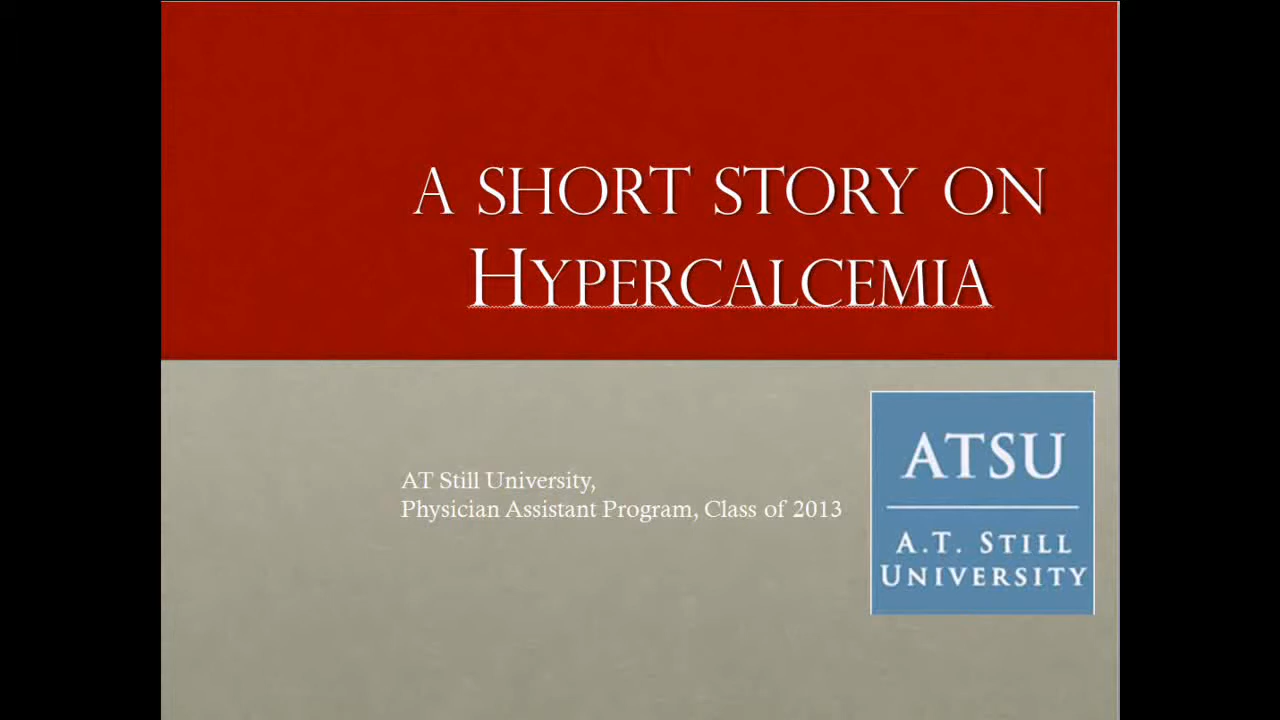 A SHORT STORY ON
HYPERCALCEMIA
AT Still University,
Physician Assistant Program, Class of 2013
ATSU
A.T. STILL
UNIVERSITY